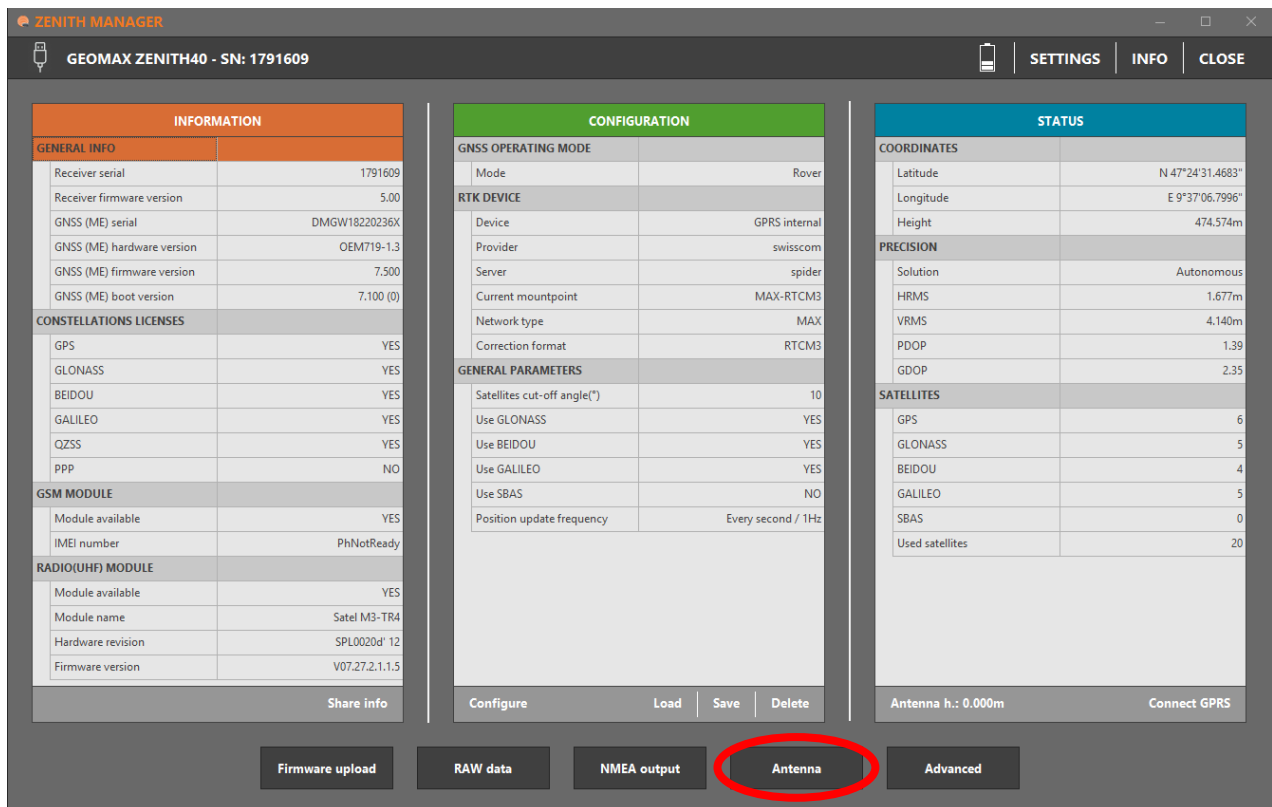 ZENITH MANAGER
GEOMAX ZENITH40 - SN: 1791609
SETTINGS
INFO
CLOSE
INFORMATION
GENERAL INFO
Receiver serial 1791609
Receiver firmware version 5.00
GNSS (ME) serial DMGW18220236X
GNSS (ME) hardware version OEM719-1.3
GNSS (ME) firmware version 7.500
GNSS (ME) boot version 7.100 (0)
CONSTELLATIONS LICENSES
GPS YES
GLONASS YES
BEIDOU YES
GALILEO YES
QZSS YES
PPP NO
GSM MODULE
Module available YES
IMEI number PhNotReady
RADIO(UHF) MODULE
Module available YES
Module name Satel M3-TR4
Hardware revision SPL0020d' 12
Firmware version V07.27.2.1.1.5
Share info
CONFIGURATION
GNSS OPERATING MODE
Mode Rover
RTK DEVICE
Device GPRS internal
Provider swisscom
Server spider
Current mountpoint MAX-RTCM3
Network type MAX
Correction format RTCM3
GENERAL PARAMETERS
Satellites cut-off angle(°) 10
Use GLONASS YES
Use BEIDOU YES
Use GALILEO YES
Use SBAS NO
Position update frequency Every second / 1Hz
Configure Load Save Delete
STATUS
COORDINATES
Latitude N 47°24'31.4683"
Longitude E 9°37'06.7996"
Height 474.574m
PRECISION
Solution Autonomous
HRMS 1.677m
VRMS 4.140m
PDOP 1.39
GDOP 2.35
SATELLITES
GPS 6
GLONASS 5
BEIDOU 4
GALILEO 5
SBAS 0
Used satellites 20
Antenna h.: 0.000m Connect GPRS
Firmware upload
RAW data
NMEA output
Antenna
Advanced